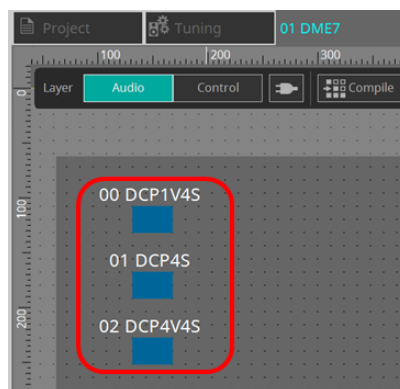 Project
Tuning
01 DME7
100
200
300
0
Layer
Audio
Control
Compile
00 DCP1V4S
100
01 DCP4S
02 DCP4V4S
200